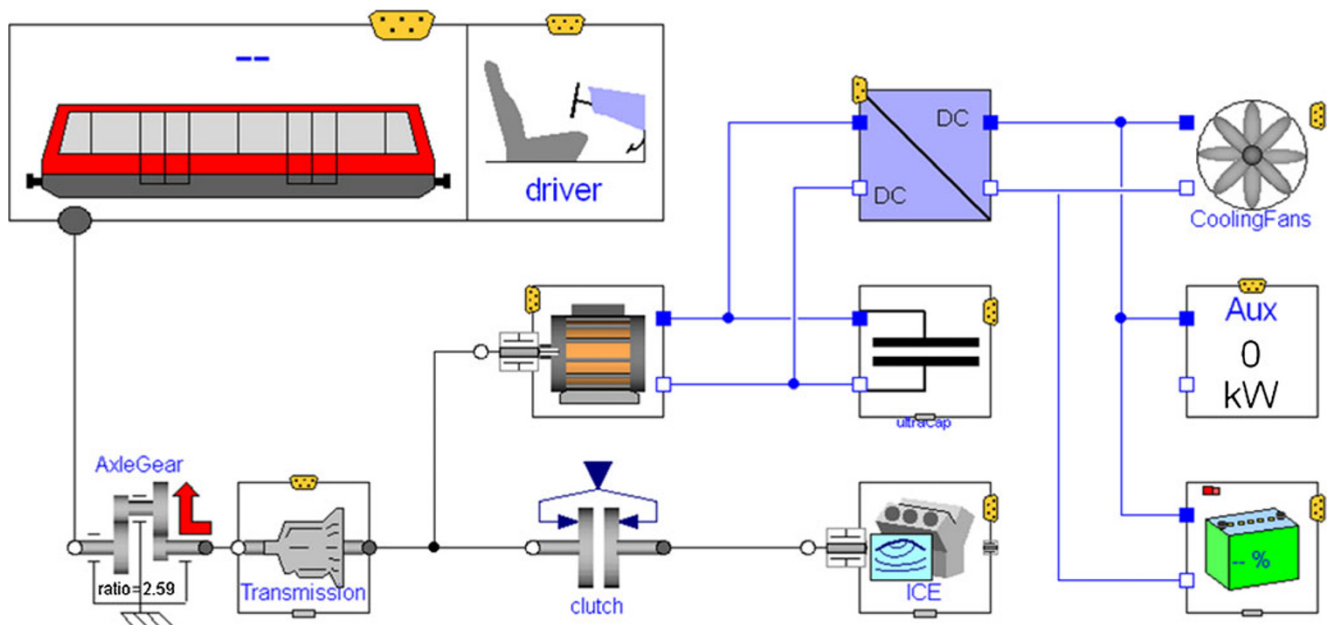 --
driver
DC
DC
CoolingFans
Aux
0
kW
ultraCap
AxleGear
ratio=2.59
Transmission
clutch
ICE
-- %